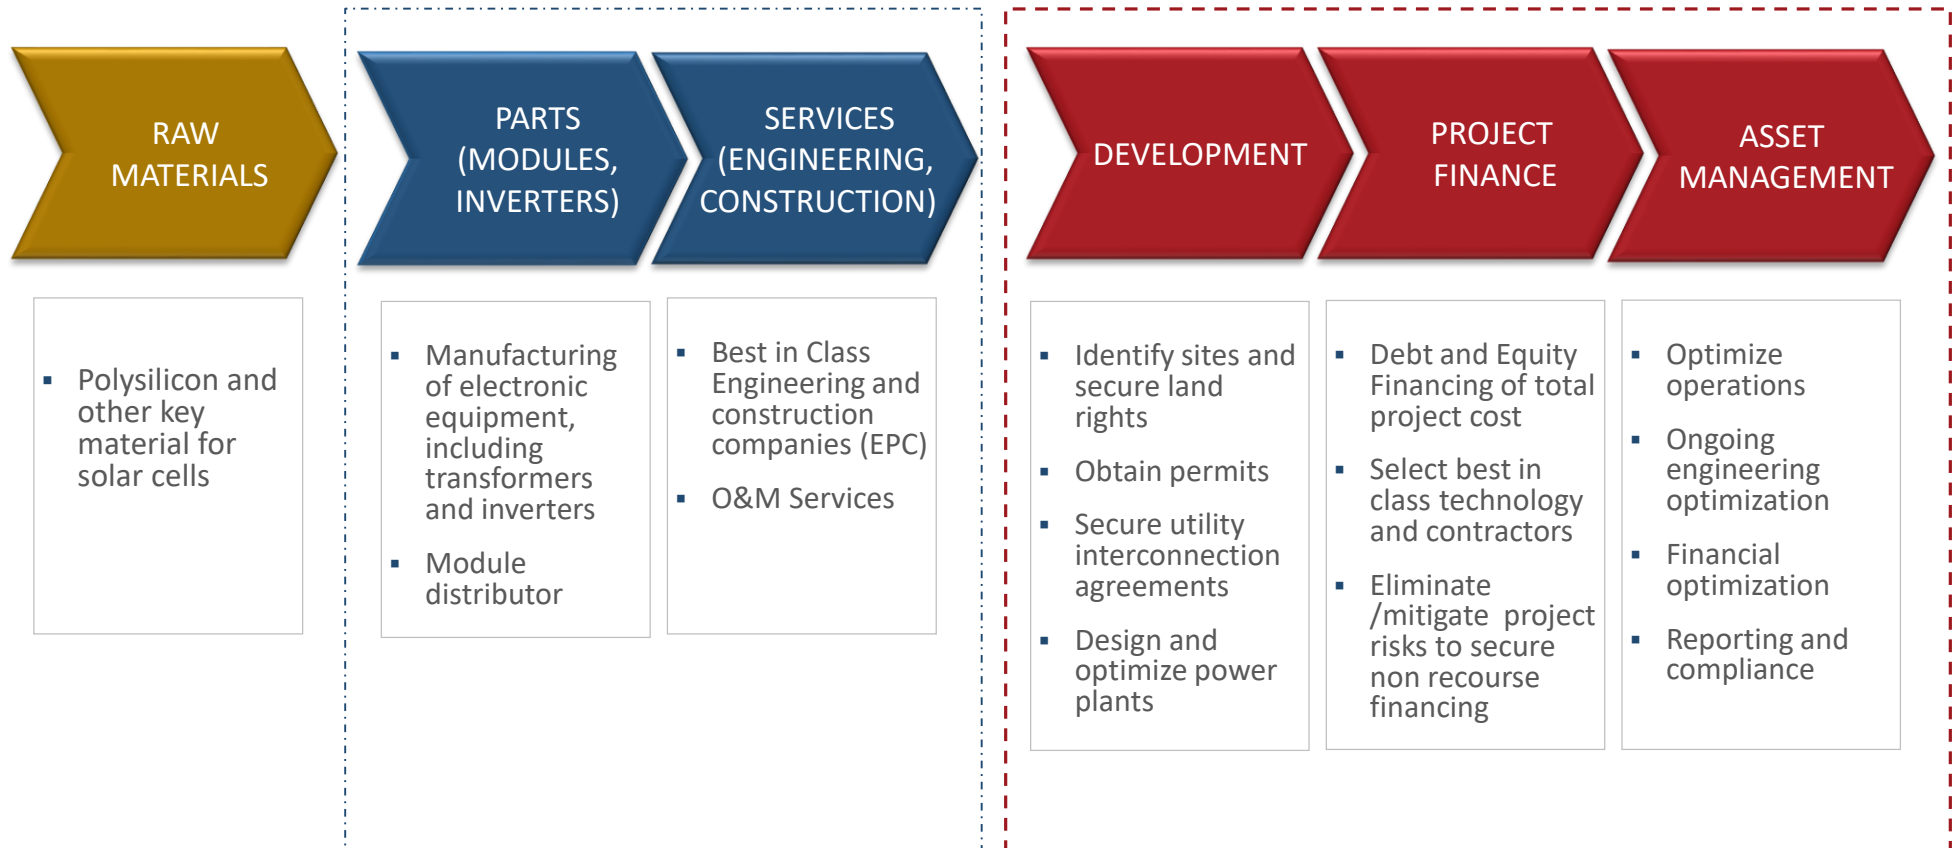 RAW
MATERIALS
PARTS
(MODULES,
INVERTERS)
SERVICES
(ENGINEERING,
CONSTRUCTION)
DEVELOPMENT
PROJECT
FINANCE
ASSET
MANAGEMENT
▪ Polysilicon and
other key
material for
solar cells
▪ Manufacturing
of electronic
equipment,
including
transformers
and inverters
▪ Module
distributor
▪ Best in Class
Engineering and
construction
companies (EPC)
▪ O&M Services
▪ Identify sites and
secure land
rights
▪ Obtain permits
▪ Secure utility
interconnection
agreements
▪ Design and
optimize power
plants
▪ Debt and Equity
Financing of total
project cost
▪ Select best in
class technology
and contractors
▪ Eliminate
/mitigate project
risks to secure
non recourse
financing
▪ Optimize
operations
▪ Ongoing
engineering
optimization
▪ Financial
optimization
▪ Reporting and
compliance